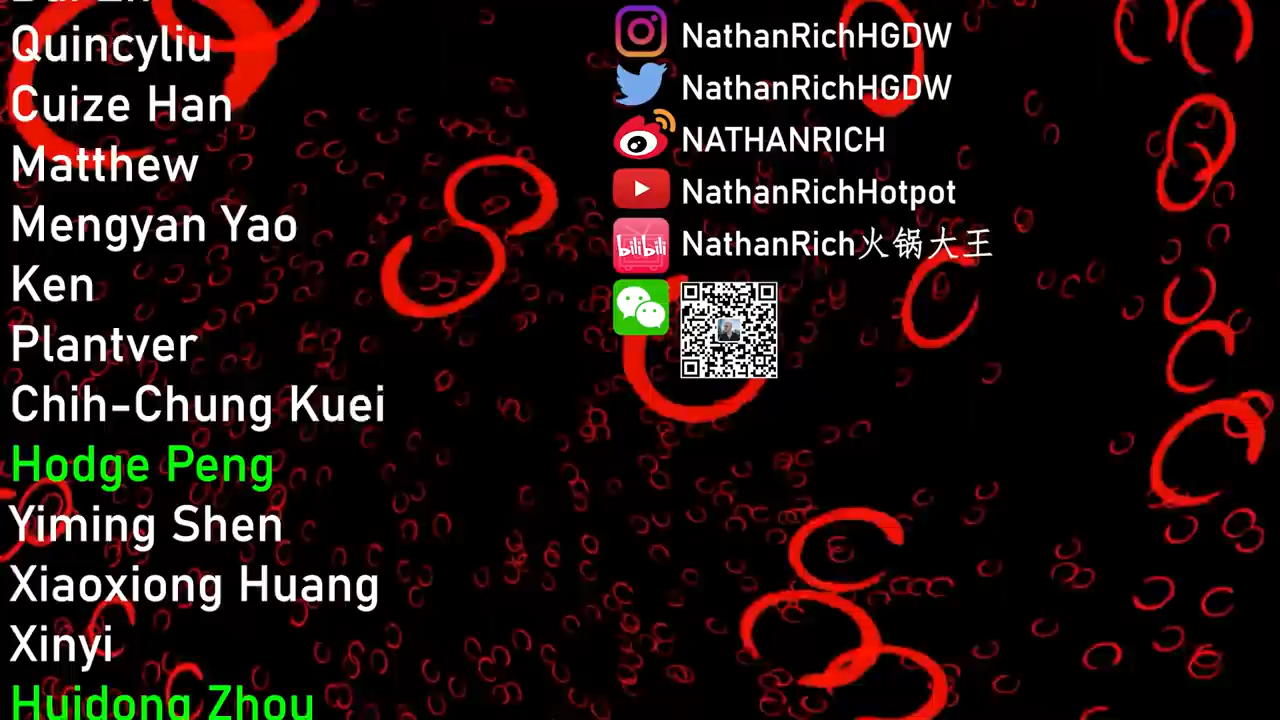 Quincyliu
Cuize Han
Matthew
Mengyan Yao
Ken
Plantver
Chih-Chung Kuei
Hodge Peng
Yiming Shen
Xiaoxiong Huang
Xinyi
Huidong Zhou
NathanRichHGDW
NathanRichHGDW
NATHANRICH
NathanRichHotpot
bilibili NathanRich火锅大王